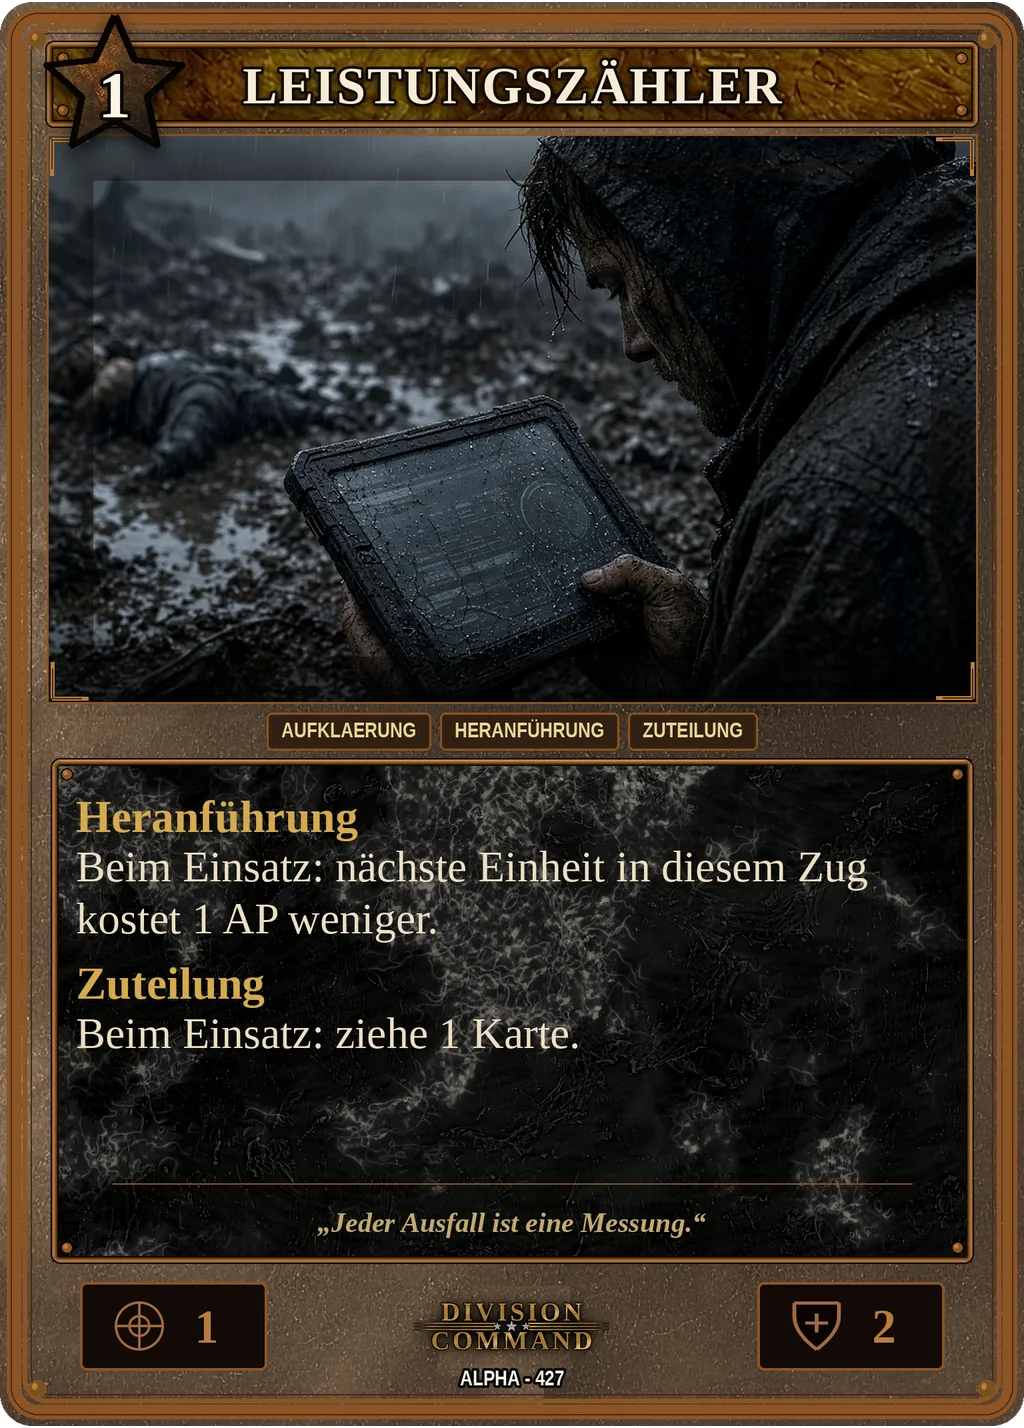 1
LEISTUNGSZÄHLER
AUFKLAERUNG HERANFÜHRUNG ZUTEILUNG
Heranführung
Beim Einsatz: nächste Einheit in diesem Zug
kostet 1 AP weniger.
Zuteilung
Beim Einsatz: ziehe 1 Karte.
„Jeder Ausfall ist eine Messung.“
1
DIVISION
COMMAND
ALPHA - 427
2